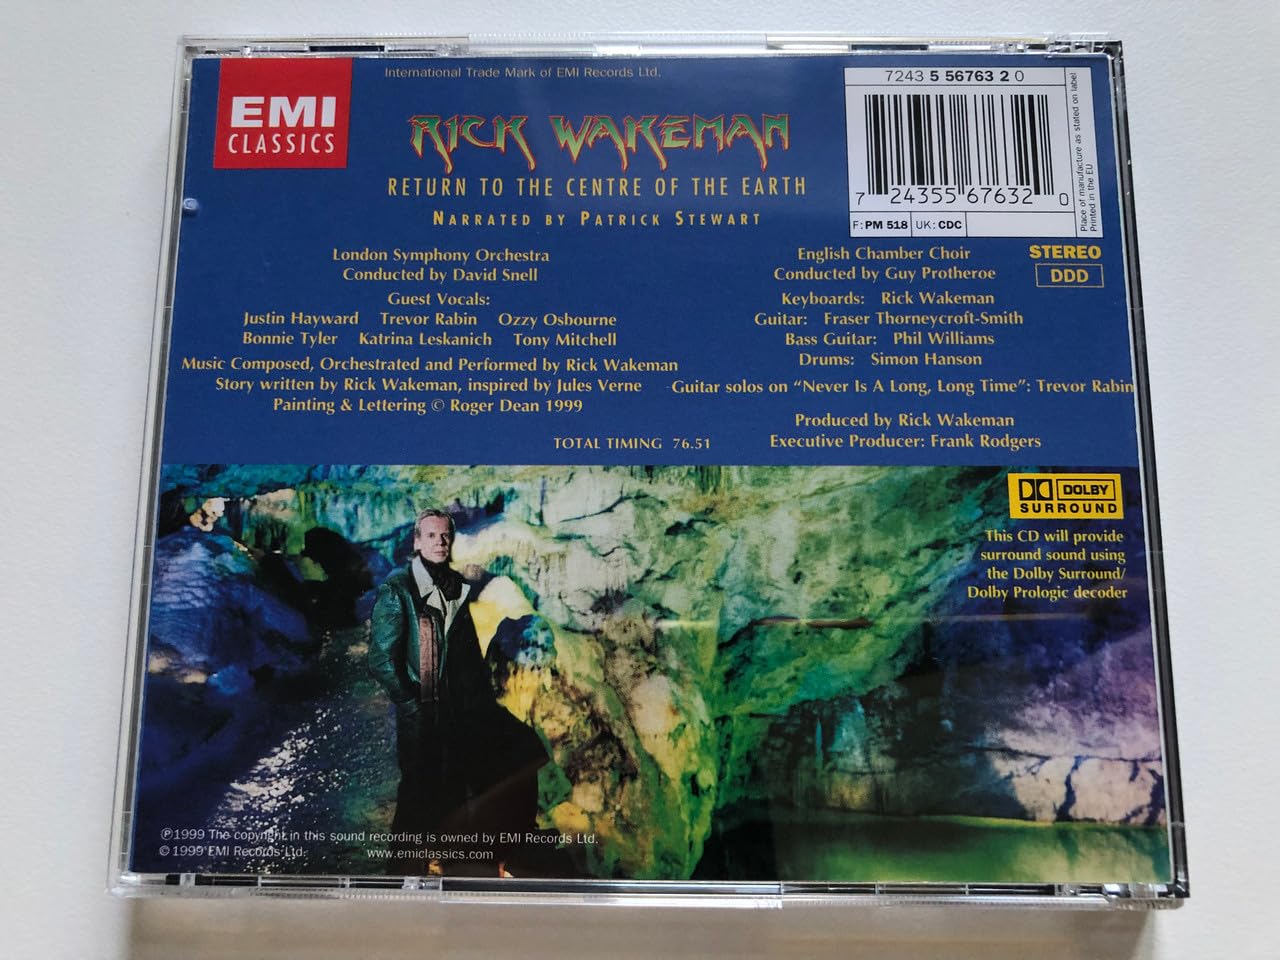 International Trade Mark of EMI Records Ltd.
EMI
CLASSICS
RICK WAKEMAN
RETURN TO THE CENTRE OF THE EARTH
NARRATED BY PATRICK STEWART
7243 5 56763 2 0
7 24355 67632 0
F: PM 518 UK: CDC
Place of manufacture as stated on label
Printed in the EU
London Symphony Orchestra
Conducted by David Snell
Guest Vocals:
Justin Hayward Trevor Rabin Ozzy Osbourne
Bonnie Tyler Katrina Leskanich Tony Mitchell
Music Composed, Orchestrated and Performed by Rick Wakeman
Story written by Rick Wakeman, inspired by Jules Verne
Painting & Lettering © Roger Dean 1999
English Chamber Choir
Conducted by Guy Protheroe
Keyboards: Rick Wakeman
Guitar: Fraser Thorneycroft-Smith
Bass Guitar: Phil Williams
Drums: Simon Hanson
Guitar solos on “Never Is A Long, Long Time”: Trevor Rabin
Produced by Rick Wakeman
Executive Producer: Frank Rodgers
STEREO
DDD
TOTAL TIMING 76.51
DOLBY
SURROUND
This CD will provide
surround sound using
the Dolby Surround/
Dolby Prologic decoder
℗1999 The copyright in this sound recording is owned by EMI Records Ltd.
©1999 EMI Records Ltd. www.emiclassics.com